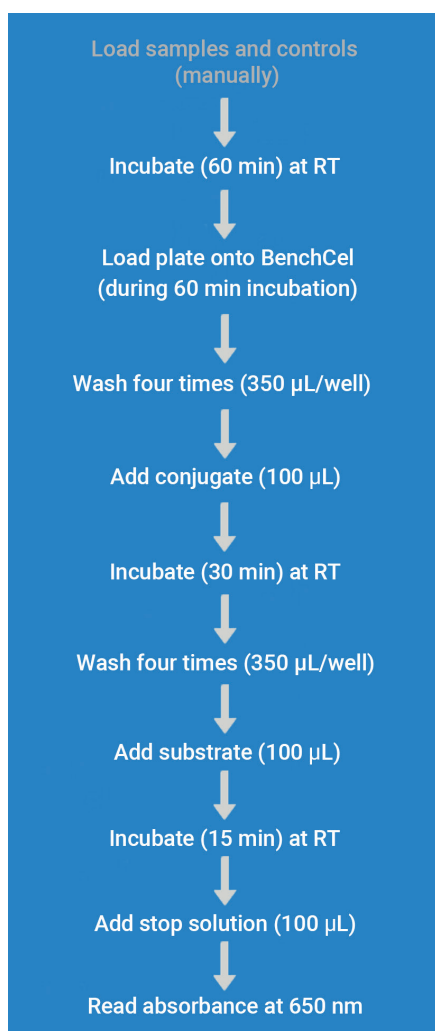 Load samples and controls
(manually)
Incubate (60 min) at RT
Load plate onto BenchCel
(during 60 min incubation)
Wash four times (350 µL/well)
Add conjugate (100 µL)
Incubate (30 min) at RT
Wash four times (350 µL/well)
Add substrate (100 µL)
Incubate (15 min) at RT
Add stop solution (100 µL)
Read absorbance at 650 nm